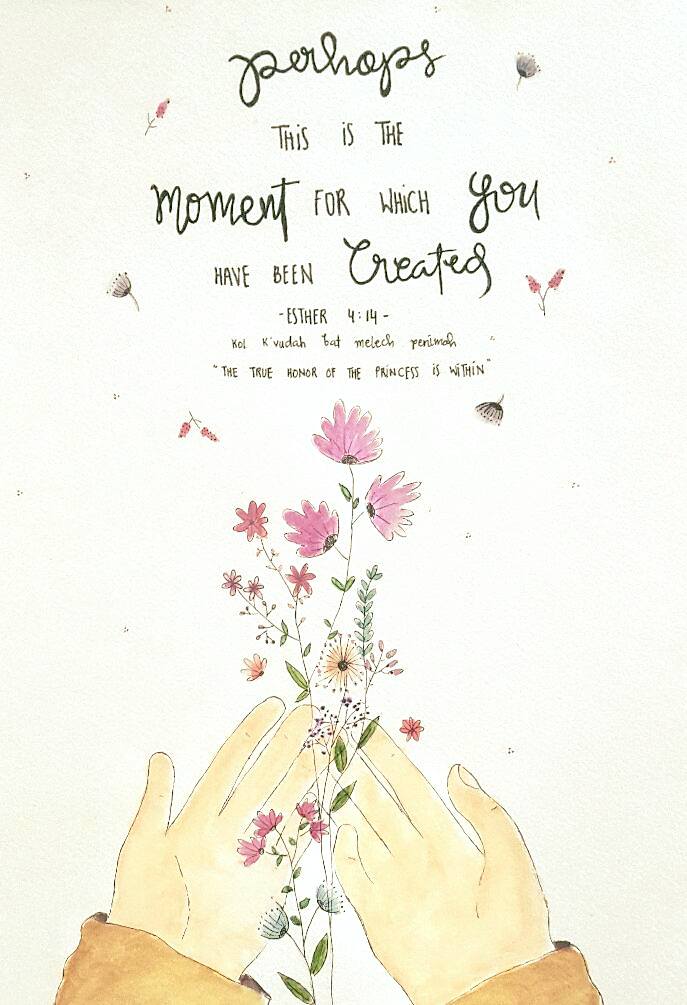 perhaps
THIS IS THE
moment FOR WHICH you
HAVE BEEN Created
-ESTHER 4:14-
Kol K'vudah bat melech penimah
"THE TRUE HONOR OF THE PRINCESS IS WITHIN"